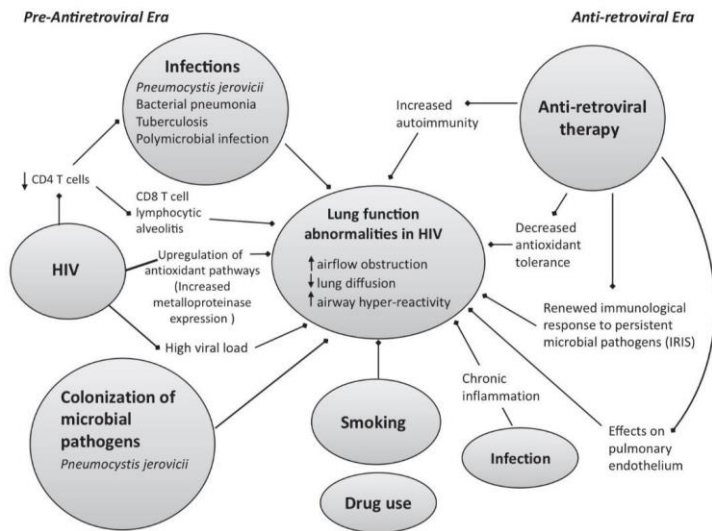 Pre-Antiretroviral Era
Anti-retroviral Era
Infections
Pneumocystis jerovicii
Bacterial pneumonia
Tuberculosis
Polymicrobial infection
Increased
autoimmunity
Anti-retroviral
therapy
↓ CD4 T cells
CD8 T cell
lymphocytic
alveolitis
Lung function
abnormalities in HIV
↑ airflow obstruction
↓ lung diffusion
↑ airway hyper-reactivity
Decreased
antioxidant
tolerance
HIV
Upregulation of
antioxidant pathways
(Increased
metalloproteinase
expression )
Renewed immunological
response to persistent
microbial pathogens (IRIS)
High viral load
Colonization of
microbial
pathogens
Pneumocystis jerovicii
Smoking
Chronic
inflammation
Infection
Effects on
pulmonary
endothelium
Drug use